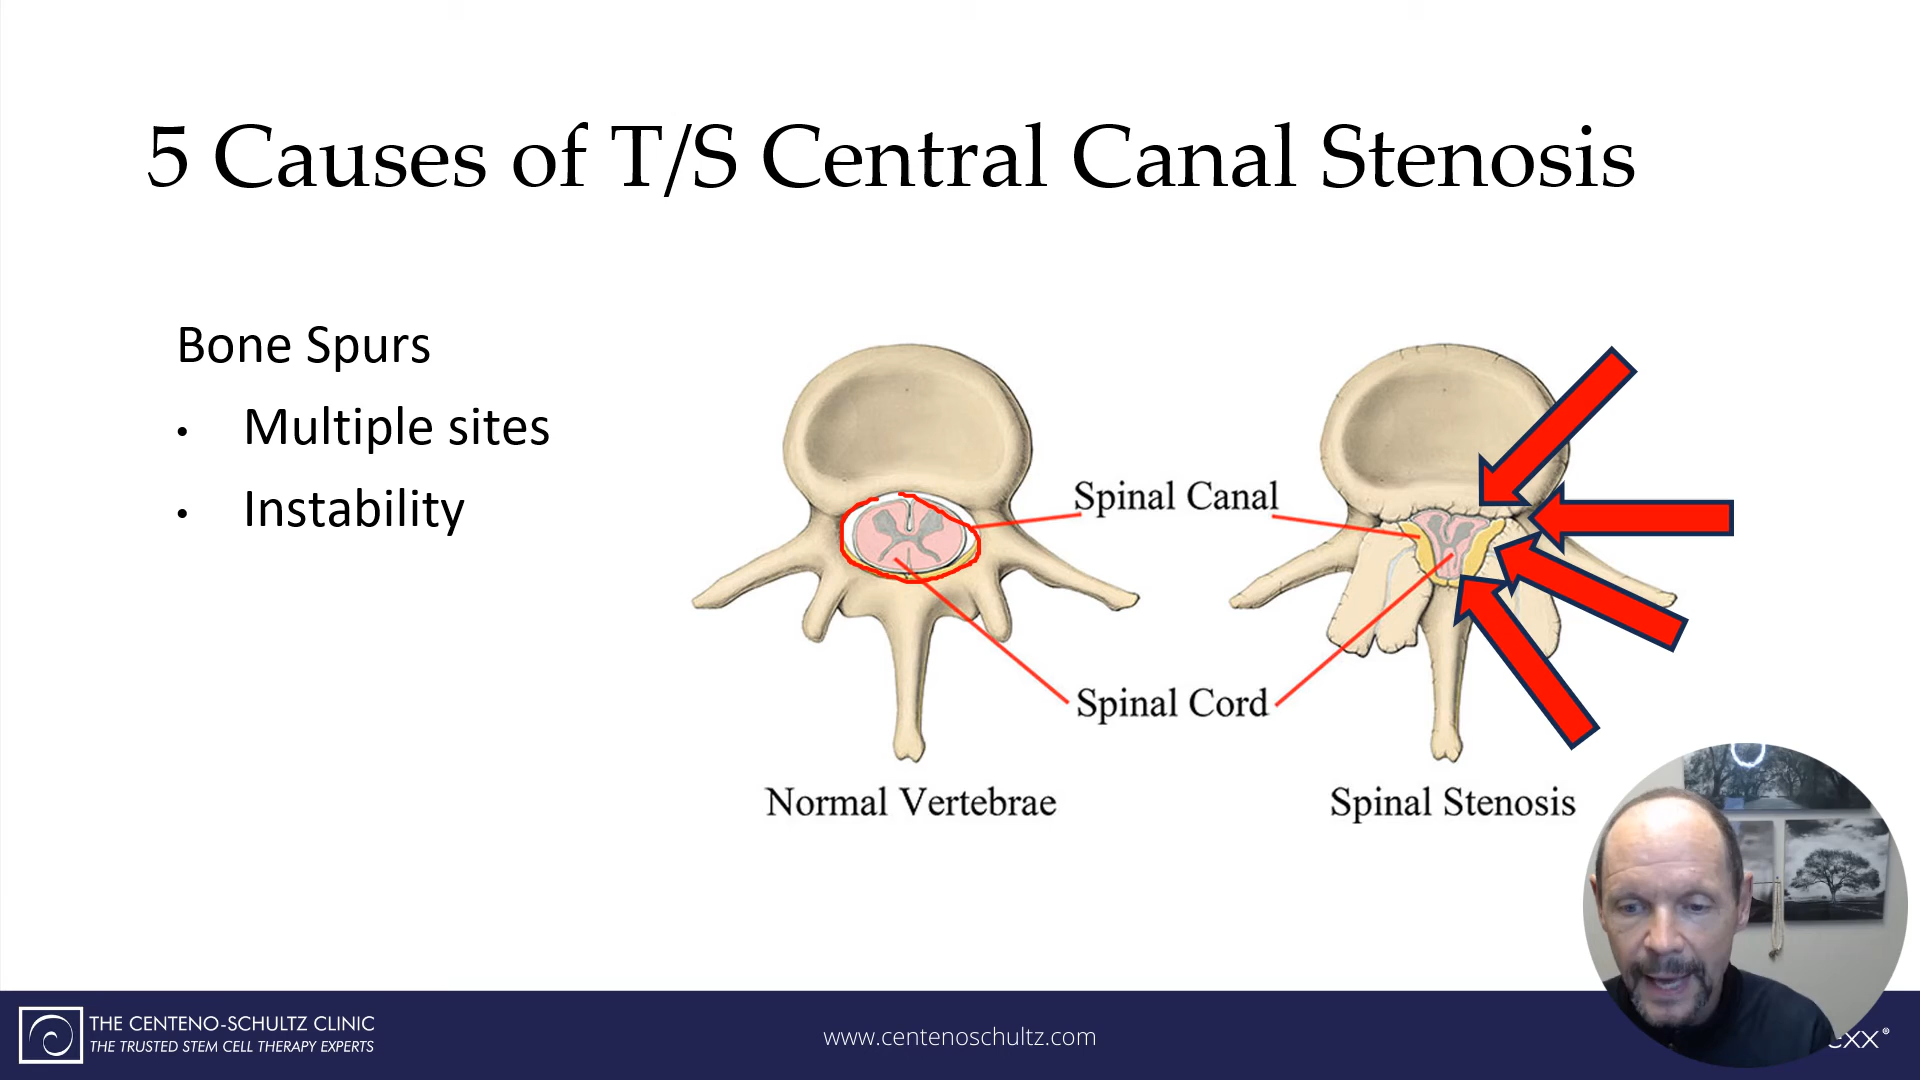 5 Causes of T/S Central Canal Stenosis
Bone Spurs
• Multiple sites
• Instability
Spinal Canal
Spinal Cord
Normal Vertebrae
Spinal Stenosis
THE CENTENO-SCHULTZ CLINIC
THE TRUSTED STEM CELL THERAPY EXPERTS
www.centenoschultz.com